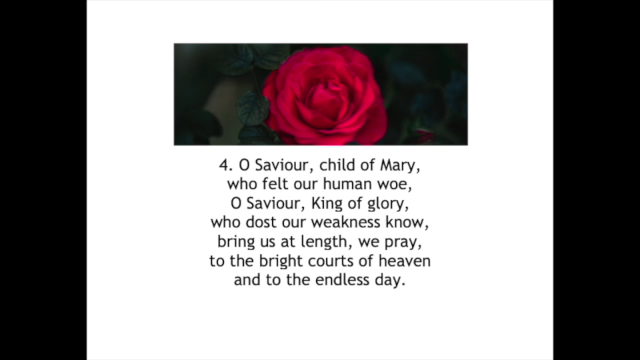 4. O Saviour, child of Mary,
who felt our human woe,
O Saviour, King of glory,
who dost our weakness know,
bring us at length, we pray,
to the bright courts of heaven
and to the endless day.